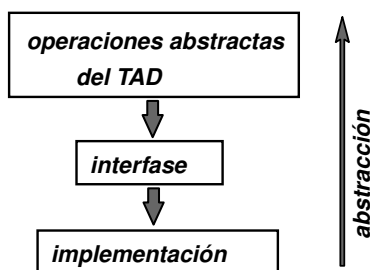 operaciones abstractas
del TAD
interfase
implementación
abstracción